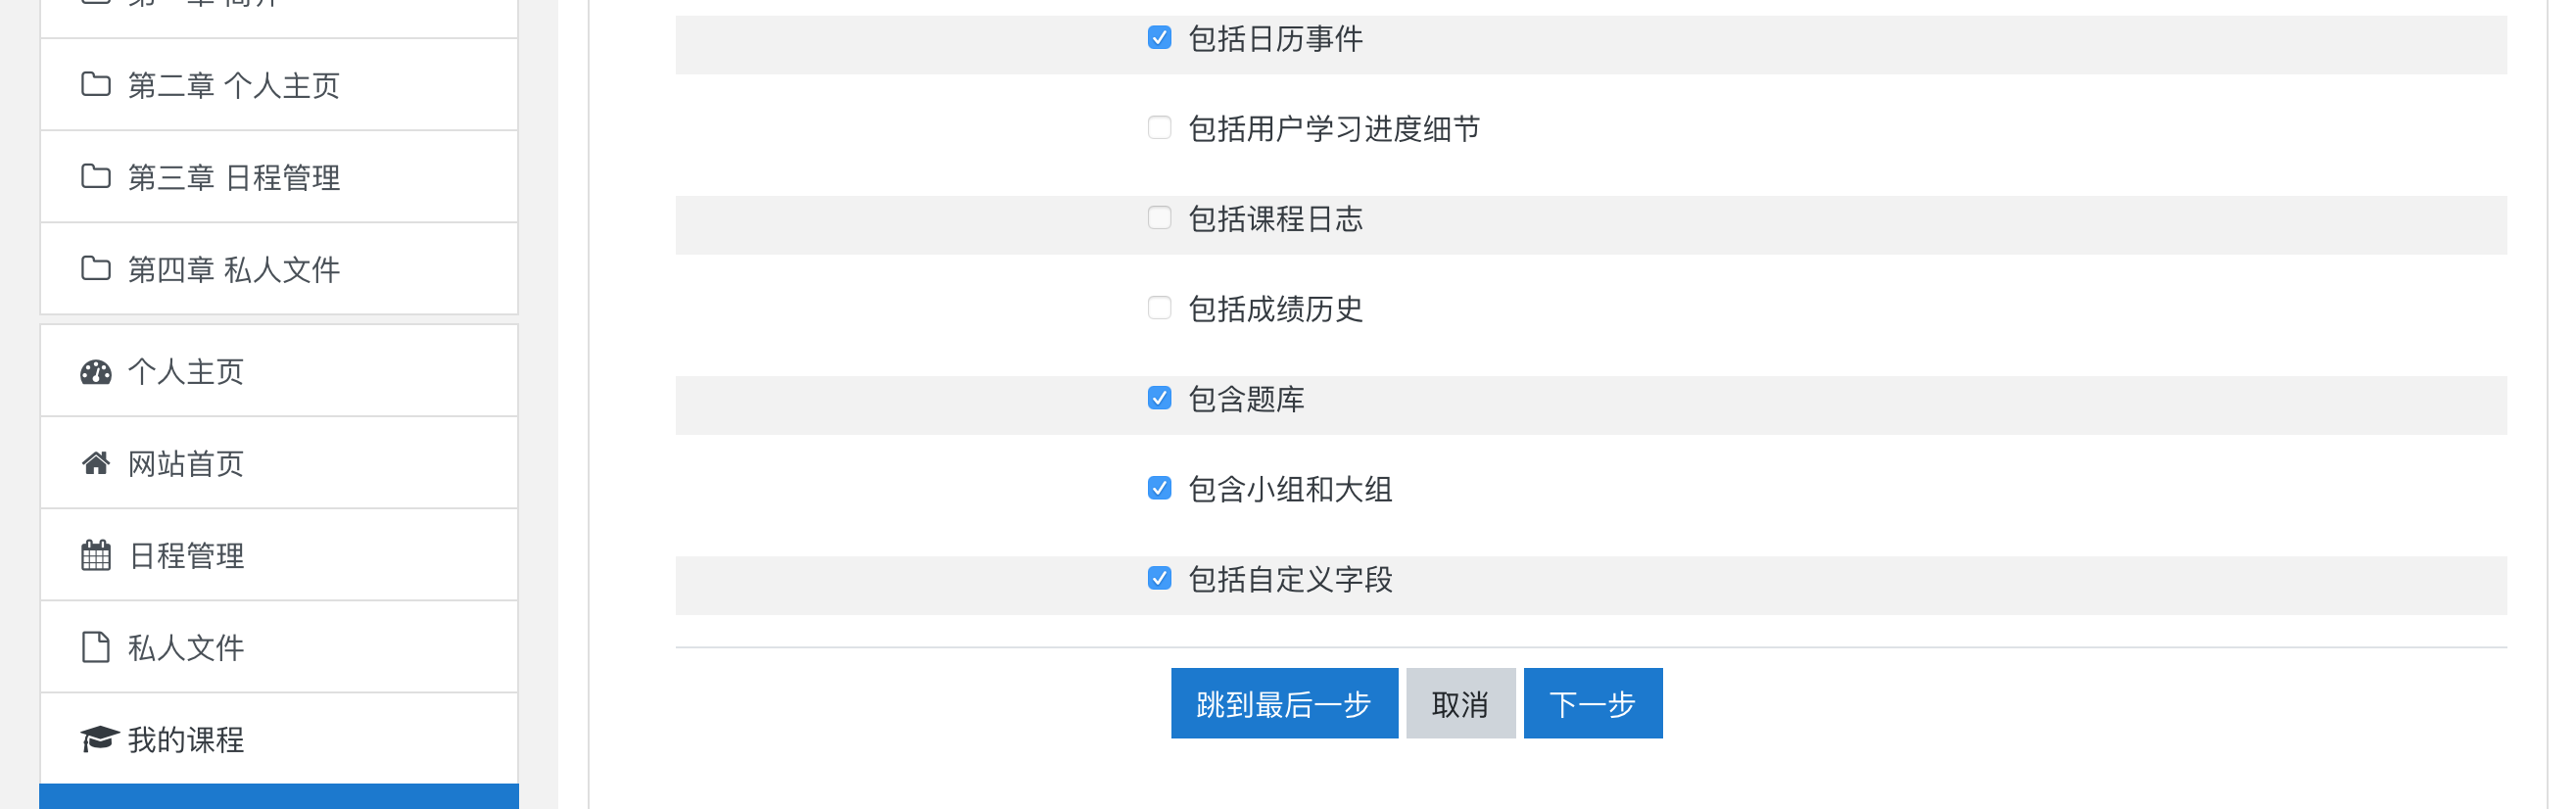 第二章 个人主页
第三章 日程管理
第四章 私人文件
个人主页
网站首页
日程管理
私人文件
我的课程
包括日历事件
包括用户学习进度细节
包括课程日志
包括成绩历史
包含题库
包含小组和大组
包括自定义字段
跳到最后一步 取消 下一步